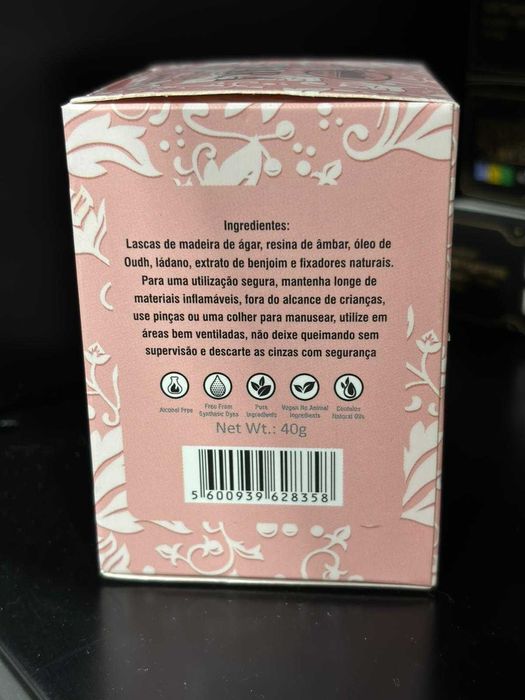 Ingredientes:
Lascas de madeira de ágar, resina de âmbar, óleo de
Oudh, ládano, extrato de benjoim e fixadores naturais.
Para uma utilização segura, mantenha longe de
materiais inflamáveis, fora do alcance de crianças,
use pinças ou uma colher para manusear, utilize em
áreas bem ventiladas, não deixe queimando sem
supervisão e descarte as cinzas com segurança
Alcohol Free
Free From
Synthetic Dyes
Pure
Ingredients
Vegan No Animal
Ingredients
Contains
Natural Oils
Net Wt.: 40g
5 600939 628358